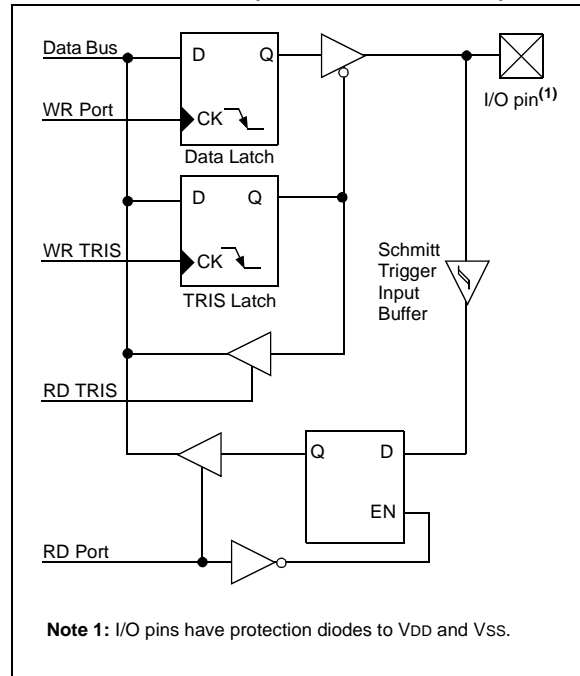 Data Bus
D
Q
WR Port
CK
Data Latch
I/O pin(1)
D
Q
WR TRIS
CK
TRIS Latch
Schmitt
Trigger
Input
Buffer
RD TRIS
Q
D
EN
RD Port
Note 1: I/O pins have protection diodes to VDD and VSS.